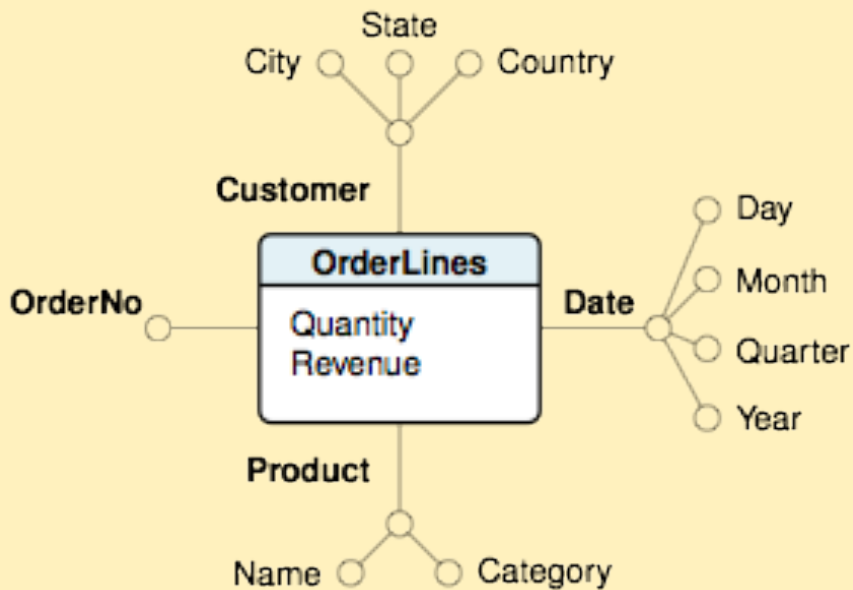 State
City
Country
Customer
OrderLines
Quantity
Revenue
OrderNo
Date
Day
Month
Quarter
Year
Product
Name
Category